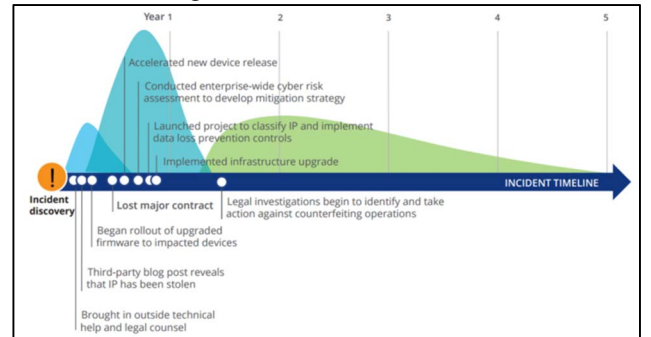 Year 1
2
3
4
5
Accelerated new device release
Conducted enterprise-wide cyber risk
assessment to develop mitigation strategy
Launched project to classify IP and implement
data loss prevention controls
Implemented infrastructure upgrade
!
INCIDENT TIMELINE
Incident
discovery
Lost major contract
Legal investigations begin to identify and take
action against counterfeiting operations
Began rollout of upgraded
firmware to impacted devices
Third-party blog post reveals
that IP has been stolen
Brought in outside technical
help and legal counsel